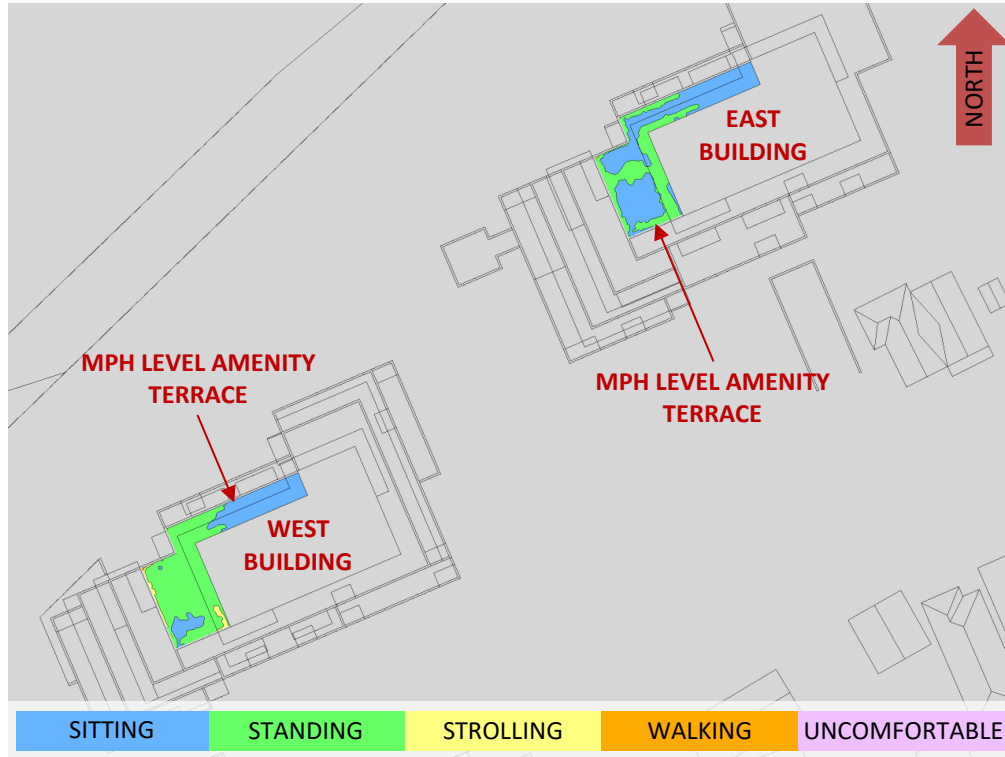 NORTH
EAST
BUILDING
MPH LEVEL AMENITY
TERRACE
MPH LEVEL AMENITY
TERRACE
WEST
BUILDING
SITTING
STANDING
STROLLING
WALKING
UNCOMFORTABLE